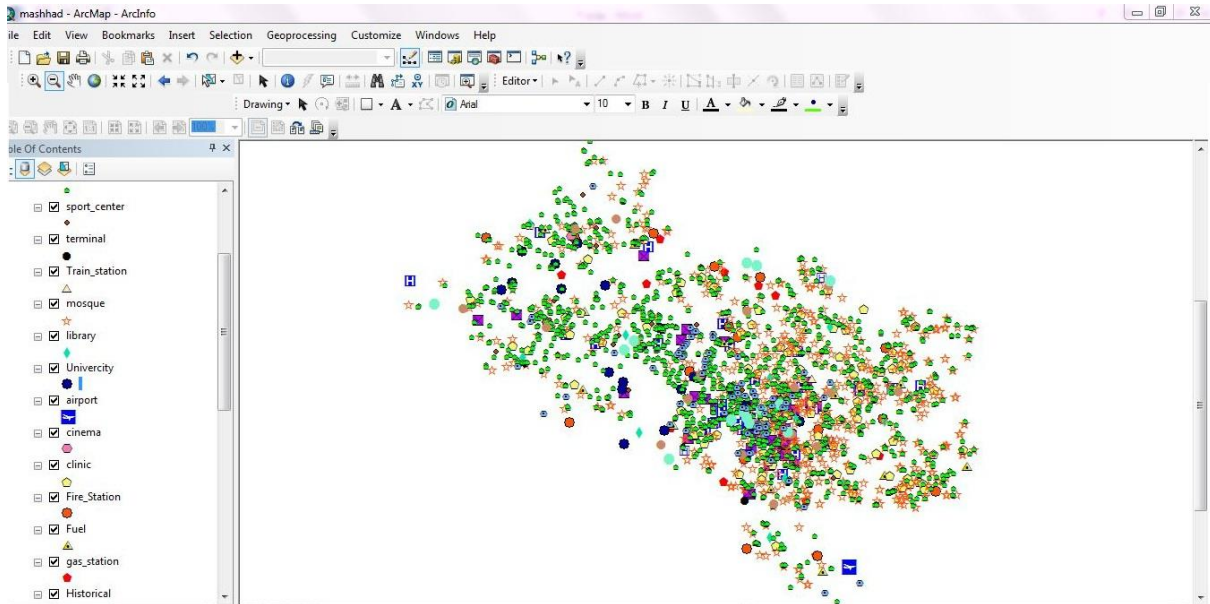 mashhad - ArcMap - ArcInfo
ile Edit View Bookmarks Insert Selection Geoprocessing Customize Windows Help
Editor
Drawing A Arial 10 B I U A
100%
ble Of Contents
sport_center
terminal
Train_station
mosque
library
Univercity
airport
cinema
clinic
Fire_Station
Fuel
gas_station
Historical
H